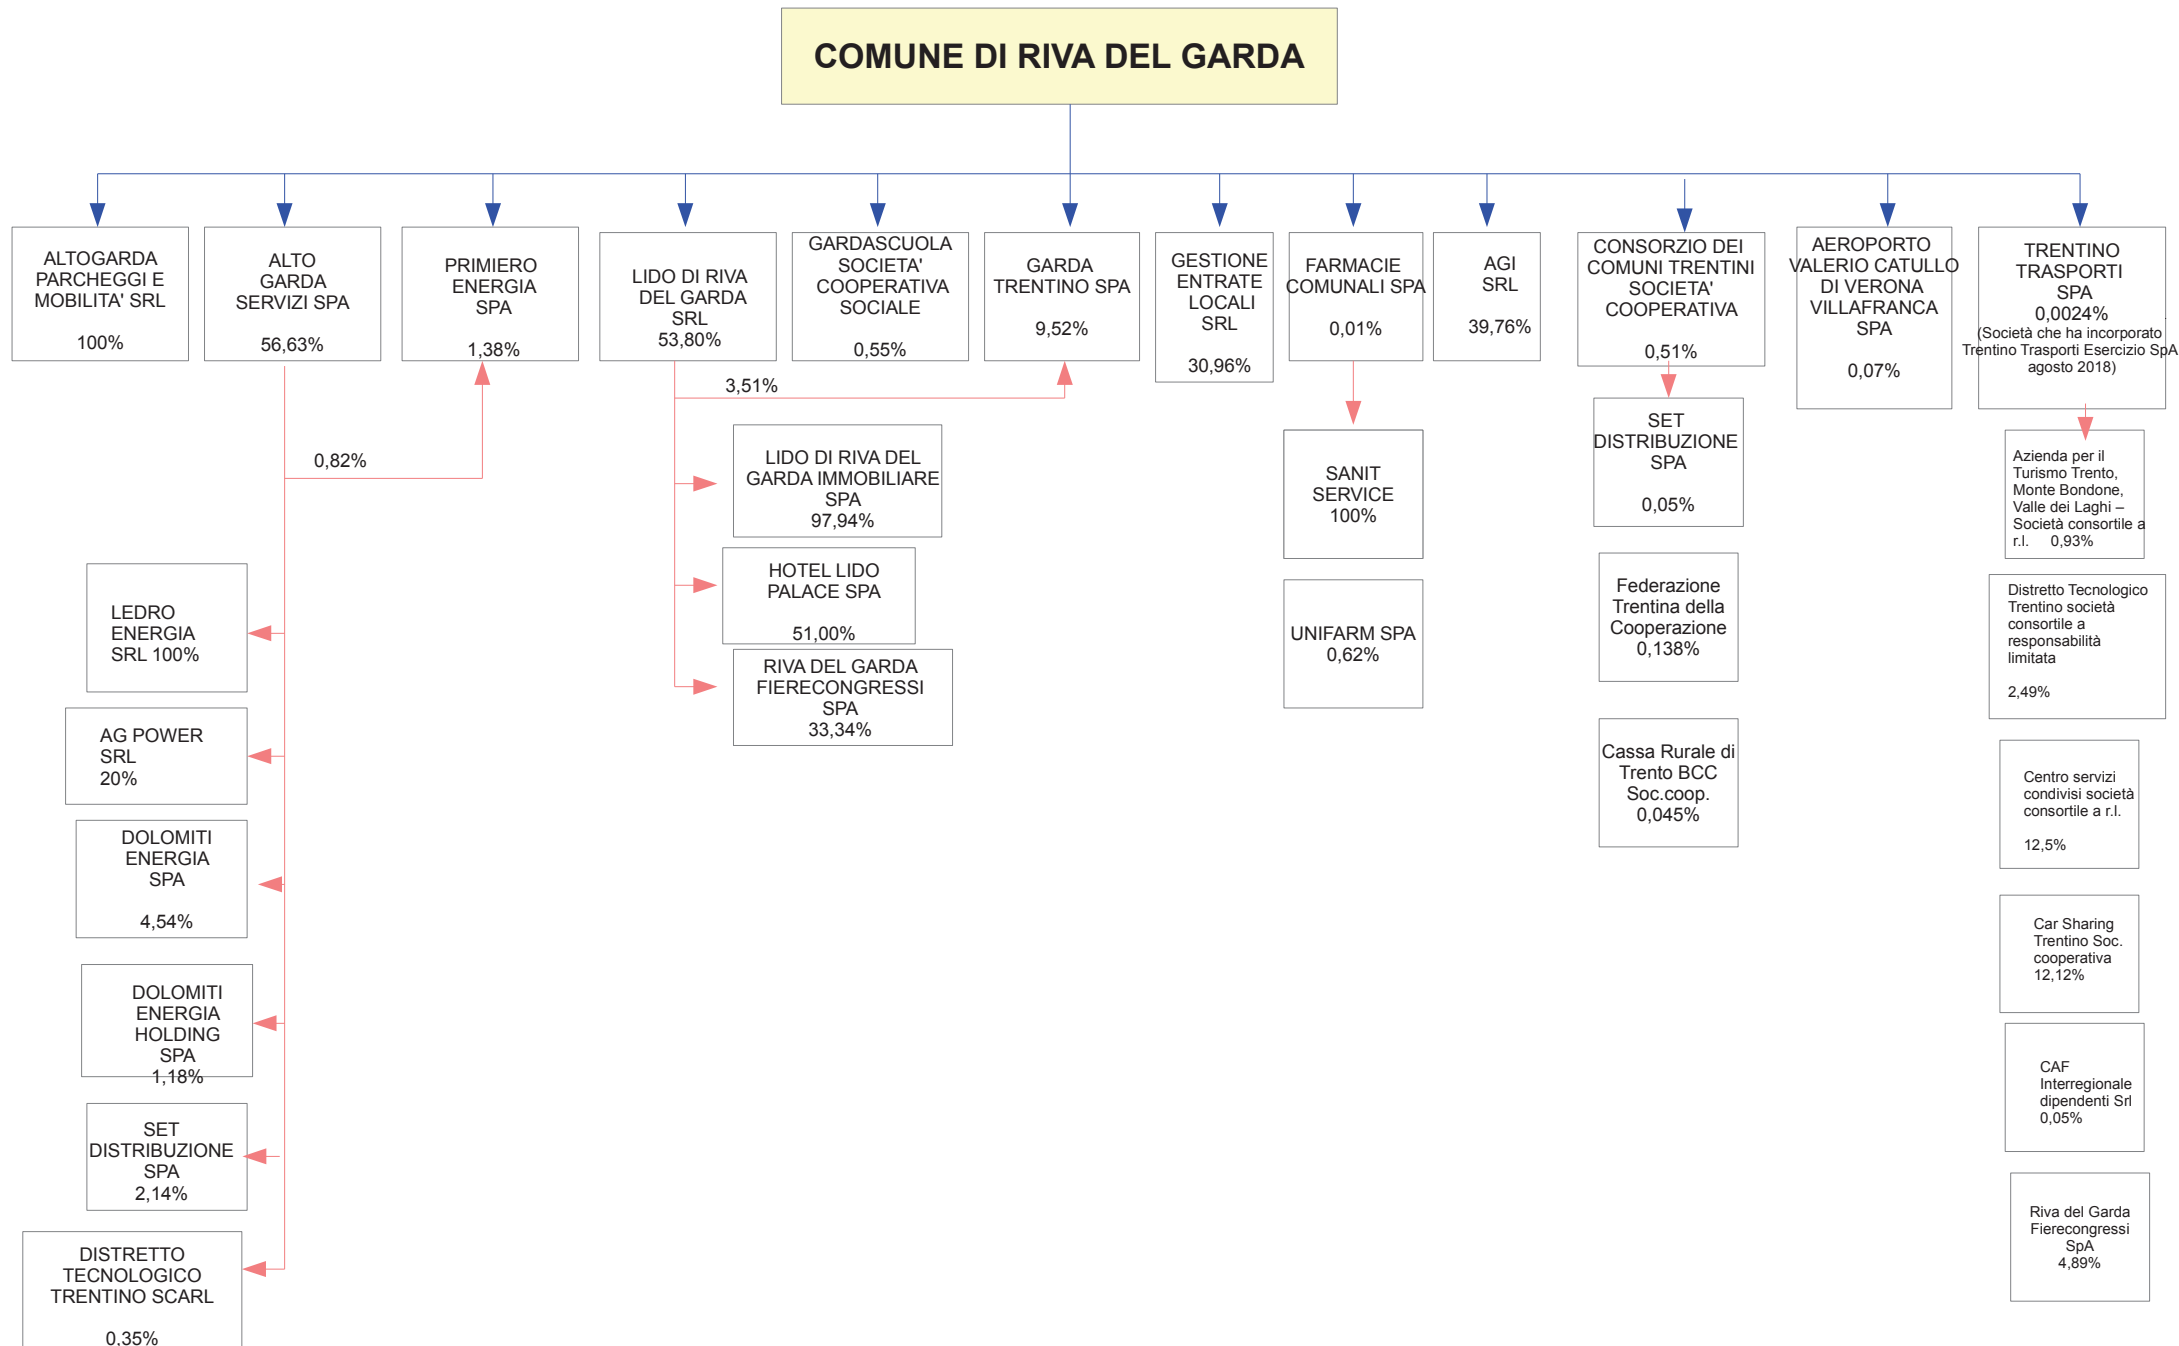 COMUNE DI RIVA DEL GARDA
ALTOGARDA
PARCHEGGI E
MOBILITA' SRL
100%
ALTO
GARDA
SERVIZI SPA
56,63%
PRIMIERO
ENERGIA
SPA
1,38%
LIDO DI RIVA
DEL GARDA
SRL
53,80%
GARDASCUOLA
SOCIETA'
COOPERATIVA
SOCIALE
0,55%
GARDA
TRENTINO SPA
9,52%
GESTIONE
ENTRATE
LOCALI
SRL
30,96%
FARMACIE
COMUNALI SPA
0,01%
AGI
SRL
39,76%
CONSORZIO DEI
COMUNI TRENTINI
SOCIETA'
COOPERATIVA
0,51%
AEROPORTO
VALERIO CATULLO
DI VERONA
VILLAFRANCA
SPA
0,07%
TRENTINO
TRASPORTI
SPA
0,0024%
(Società che ha incorporato
Trentino Trasporti Esercizio SpA
agosto 2018)
0,82%
LEDRO
ENERGIA
SRL 100%
AG POWER
SRL
20%
DOLOMITI
ENERGIA
SPA
4,54%
DOLOMITI
ENERGIA
HOLDING
SPA
1,18%
SET
DISTRIBUZIONE
SPA
2,14%
DISTRETTO
TECNOLOGICO
TRENTINO SCARL
0,35%
3,51%
LIDO DI RIVA DEL
GARDA IMMOBILIARE
SPA
97,94%
HOTEL LIDO
PALACE SPA
51,00%
RIVA DEL GARDA
FIERECONGRESSI
SPA
33,34%
SANIT
SERVICE
100%
UNIFARM SPA
0,62%
SET
DISTRIBUZIONE
SPA
0,05%
Federazione
Trentina della
Cooperazione
0,138%
Cassa Rurale di
Trento BCC
Soc.coop.
0,045%
Azienda per il
Turismo Trento,
Monte Bondone,
Valle dei Laghi –
Società consortile a
r.l. 0,93%
Distretto Tecnologico
Trentino società
consortile a
responsabilità
limitata
2,49%
Centro servizi
condivisi società
consortile a r.l.
12,5%
Car Sharing
Trentino Soc.
cooperativa
12,12%
CAF
Interregionale
dipendenti Srl
0,05%
Riva del Garda
Fierecongressi
SpA
4,89%